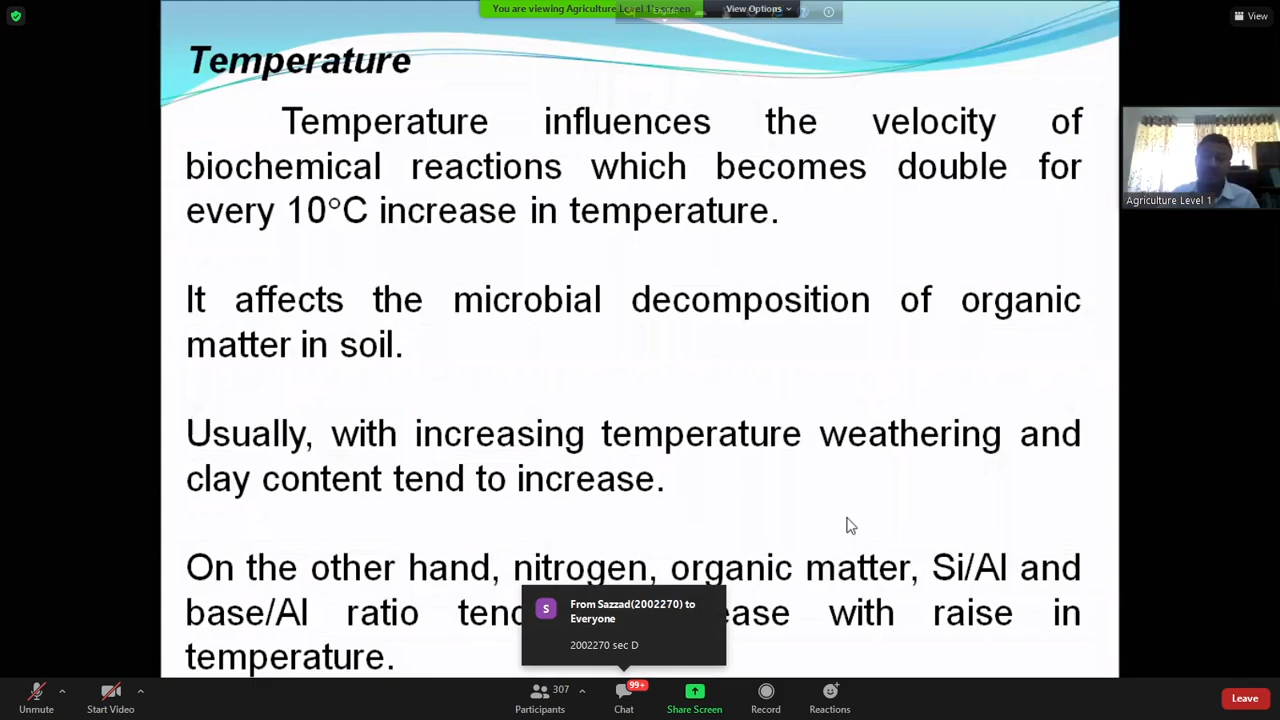 You are viewing Agriculture Level 1's screen
View Options
View
Temperature
Temperature influences the velocity of
biochemical reactions which becomes double for
every 10°C increase in temperature.
Agriculture Level 1
It affects the microbial decomposition of organic
matter in soil.
Usually, with increasing temperature weathering and
clay content tend to increase.
On the other hand, nitrogen, organic matter, Si/Al and
base/Al ratio with raise in
temperature.
S
From Sazzad(2002270) to
Everyone
2002270 sec D
Unmute
Start Video
307
Participants
99+
Chat
Share Screen
Record
Reactions
Leave